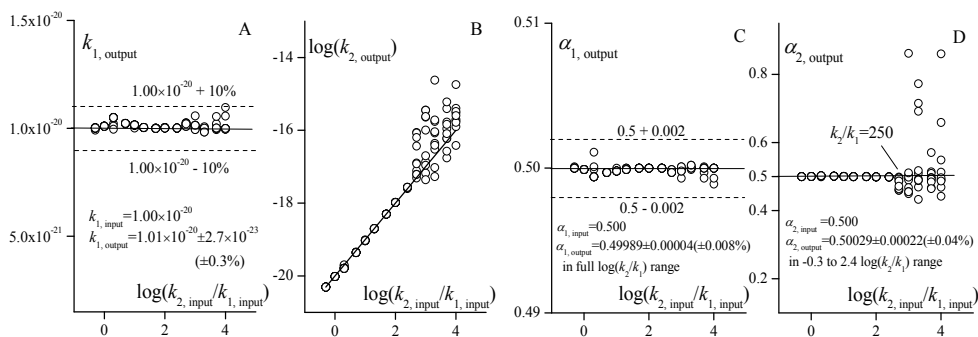 A
1.5x10⁻²⁰
k₁, output
1.00×10⁻²⁰ + 10%
1.0x10⁻²⁰
1.00×10⁻²⁰ - 10%
k₁, input=1.00×10⁻²⁰
k₁, output=1.01×10⁻²⁰±2.7×10⁻²³
(±0.3%)
5.0x10⁻²¹
log(k₂, input/k₁, input)
0 2 4
B
log(k₂, output)
-14
-16
-18
-20
log(k₂, input/k₁, input)
0 2 4
C
0.51
α₁, output
0.5 + 0.002
0.50
0.5 - 0.002
α₁, input=0.500
α₁, output=0.49989±0.00004(±0.008%)
in full log(k₂/k₁) range
log(k₂, input/k₁, input)
0.49
0 2 4
D
α₂, output
0.8
0.6
k₂/k₁=250
0.5
0.4
α₂, input=0.500
α₂, output=0.50029±0.00022(±0.04%)
in -0.3 to 2.4 log(k₂/k₁) range
0.2
log(k₂, input/k₁, input)
0 2 4